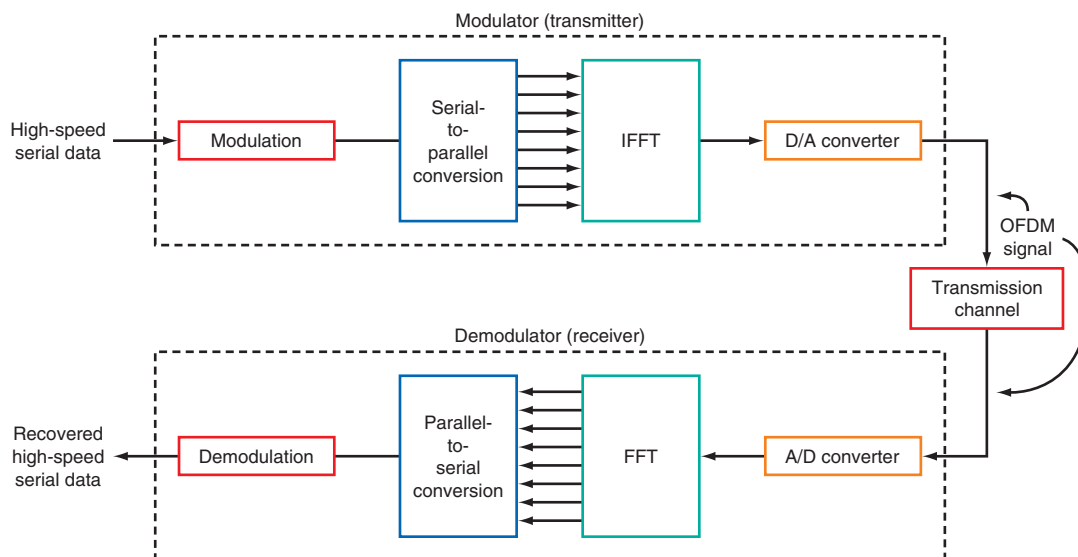 Modulator (transmitter)
High-speed
serial data
Modulation
Serial-
to-
parallel
conversion
IFFT
D/A converter
OFDM
signal
Transmission
channel
Demodulator (receiver)
Recovered
high-speed
serial data
Demodulation
Parallel-
to-
serial
conversion
FFT
A/D converter